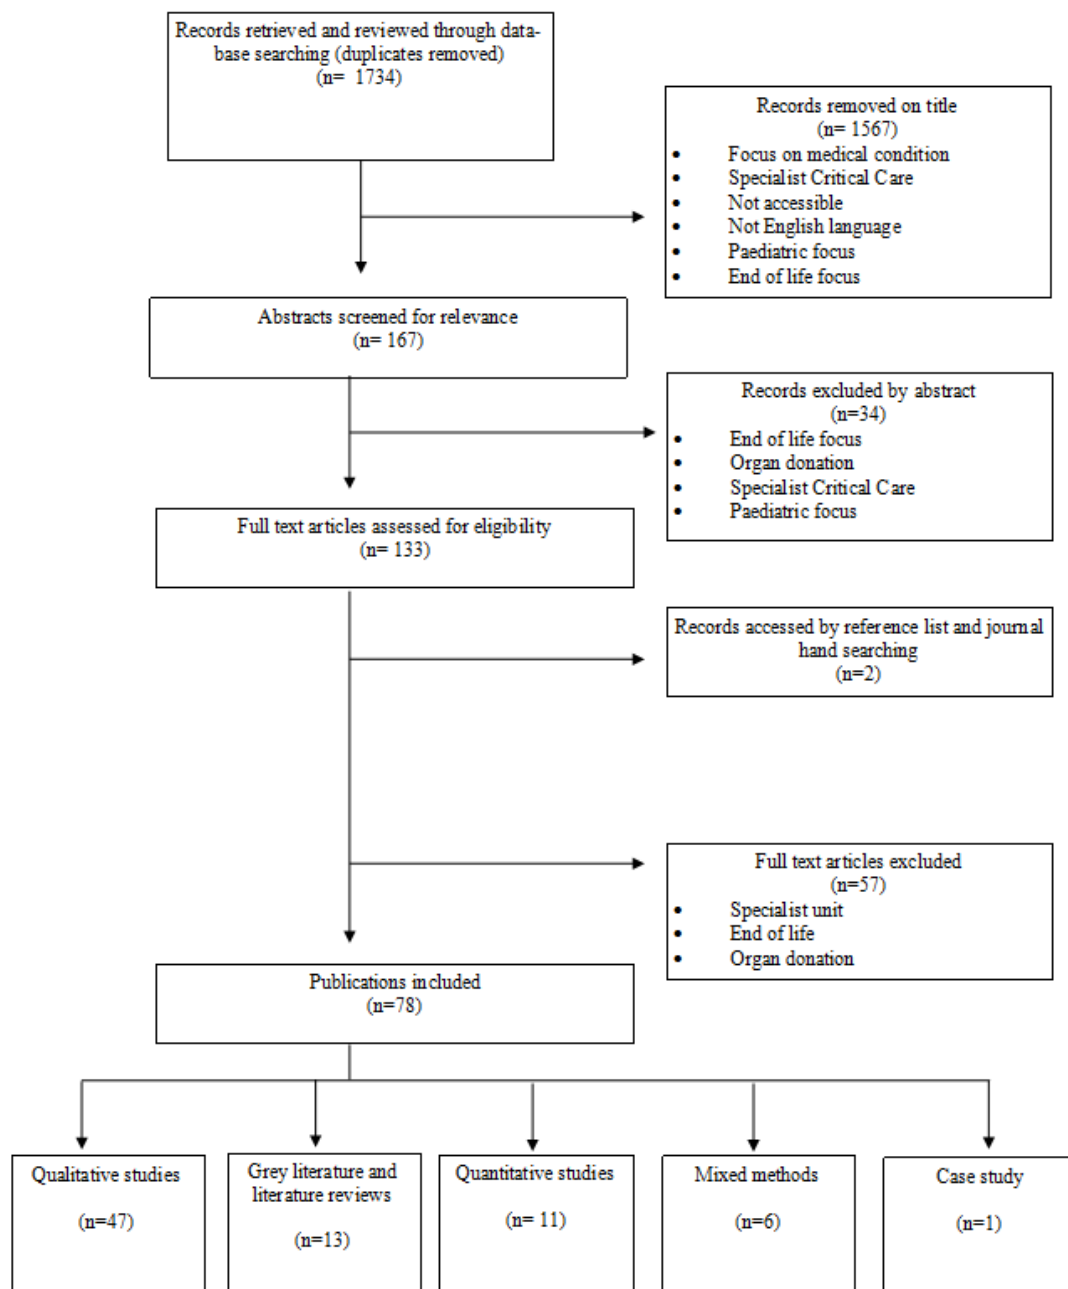 Records retrieved and reviewed through data-
base searching (duplicates removed)
(n= 1734)
Records removed on title
(n= 1567)
• Focus on medical condition
• Specialist Critical Care
• Not accessible
• Not English language
• Paediatric focus
• End of life focus
Abstracts screened for relevance
(n= 167)
Records excluded by abstract
(n=34)
• End of life focus
• Organ donation
• Specialist Critical Care
• Paediatric focus
Full text articles assessed for eligibility
(n= 133)
Records accessed by reference list and journal
hand searching
(n=2)
Full text articles excluded
(n=57)
• Specialist unit
• End of life
• Organ donation
Publications included
(n=78)
Qualitative studies
(n=47)
Grey literature and
literature reviews
(n=13)
Quantitative studies
(n= 11)
Mixed methods
(n=6)
Case study
(n=1)